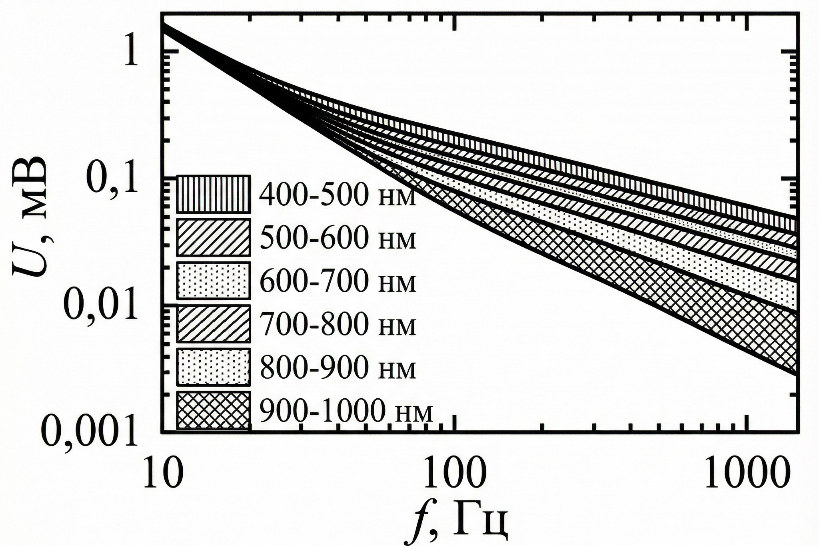 U, мВ
1
0,1
0,01
0,001
400-500 нм
500-600 нм
600-700 нм
700-800 нм
800-900 нм
900-1000 нм
10
100
1000
f, Гц